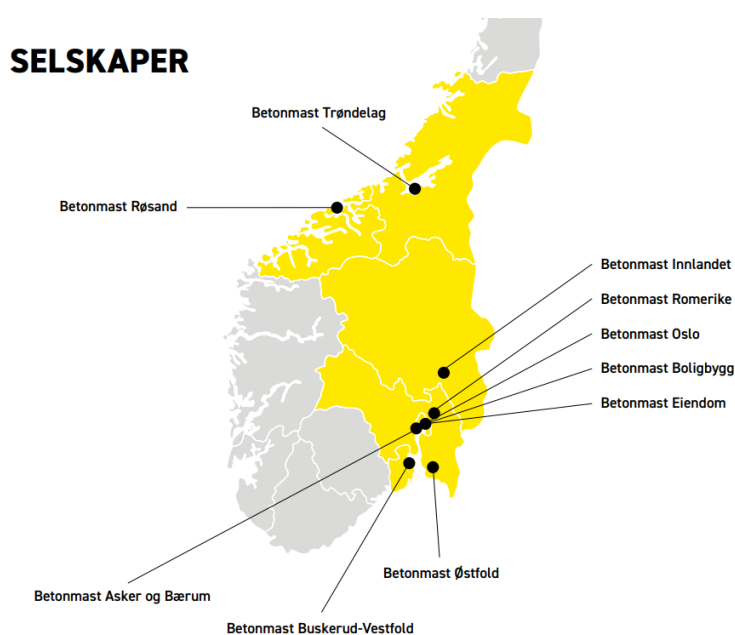 SELSKAPER
Betonmast Trøndelag
Betonmast Røsand
Betonmast Innlandet
Betonmast Romerike
Betonmast Oslo
Betonmast Boligbygg
Betonmast Eiendom
Betonmast Østfold
Betonmast Asker og Bærum
Betonmast Buskerud-Vestfold